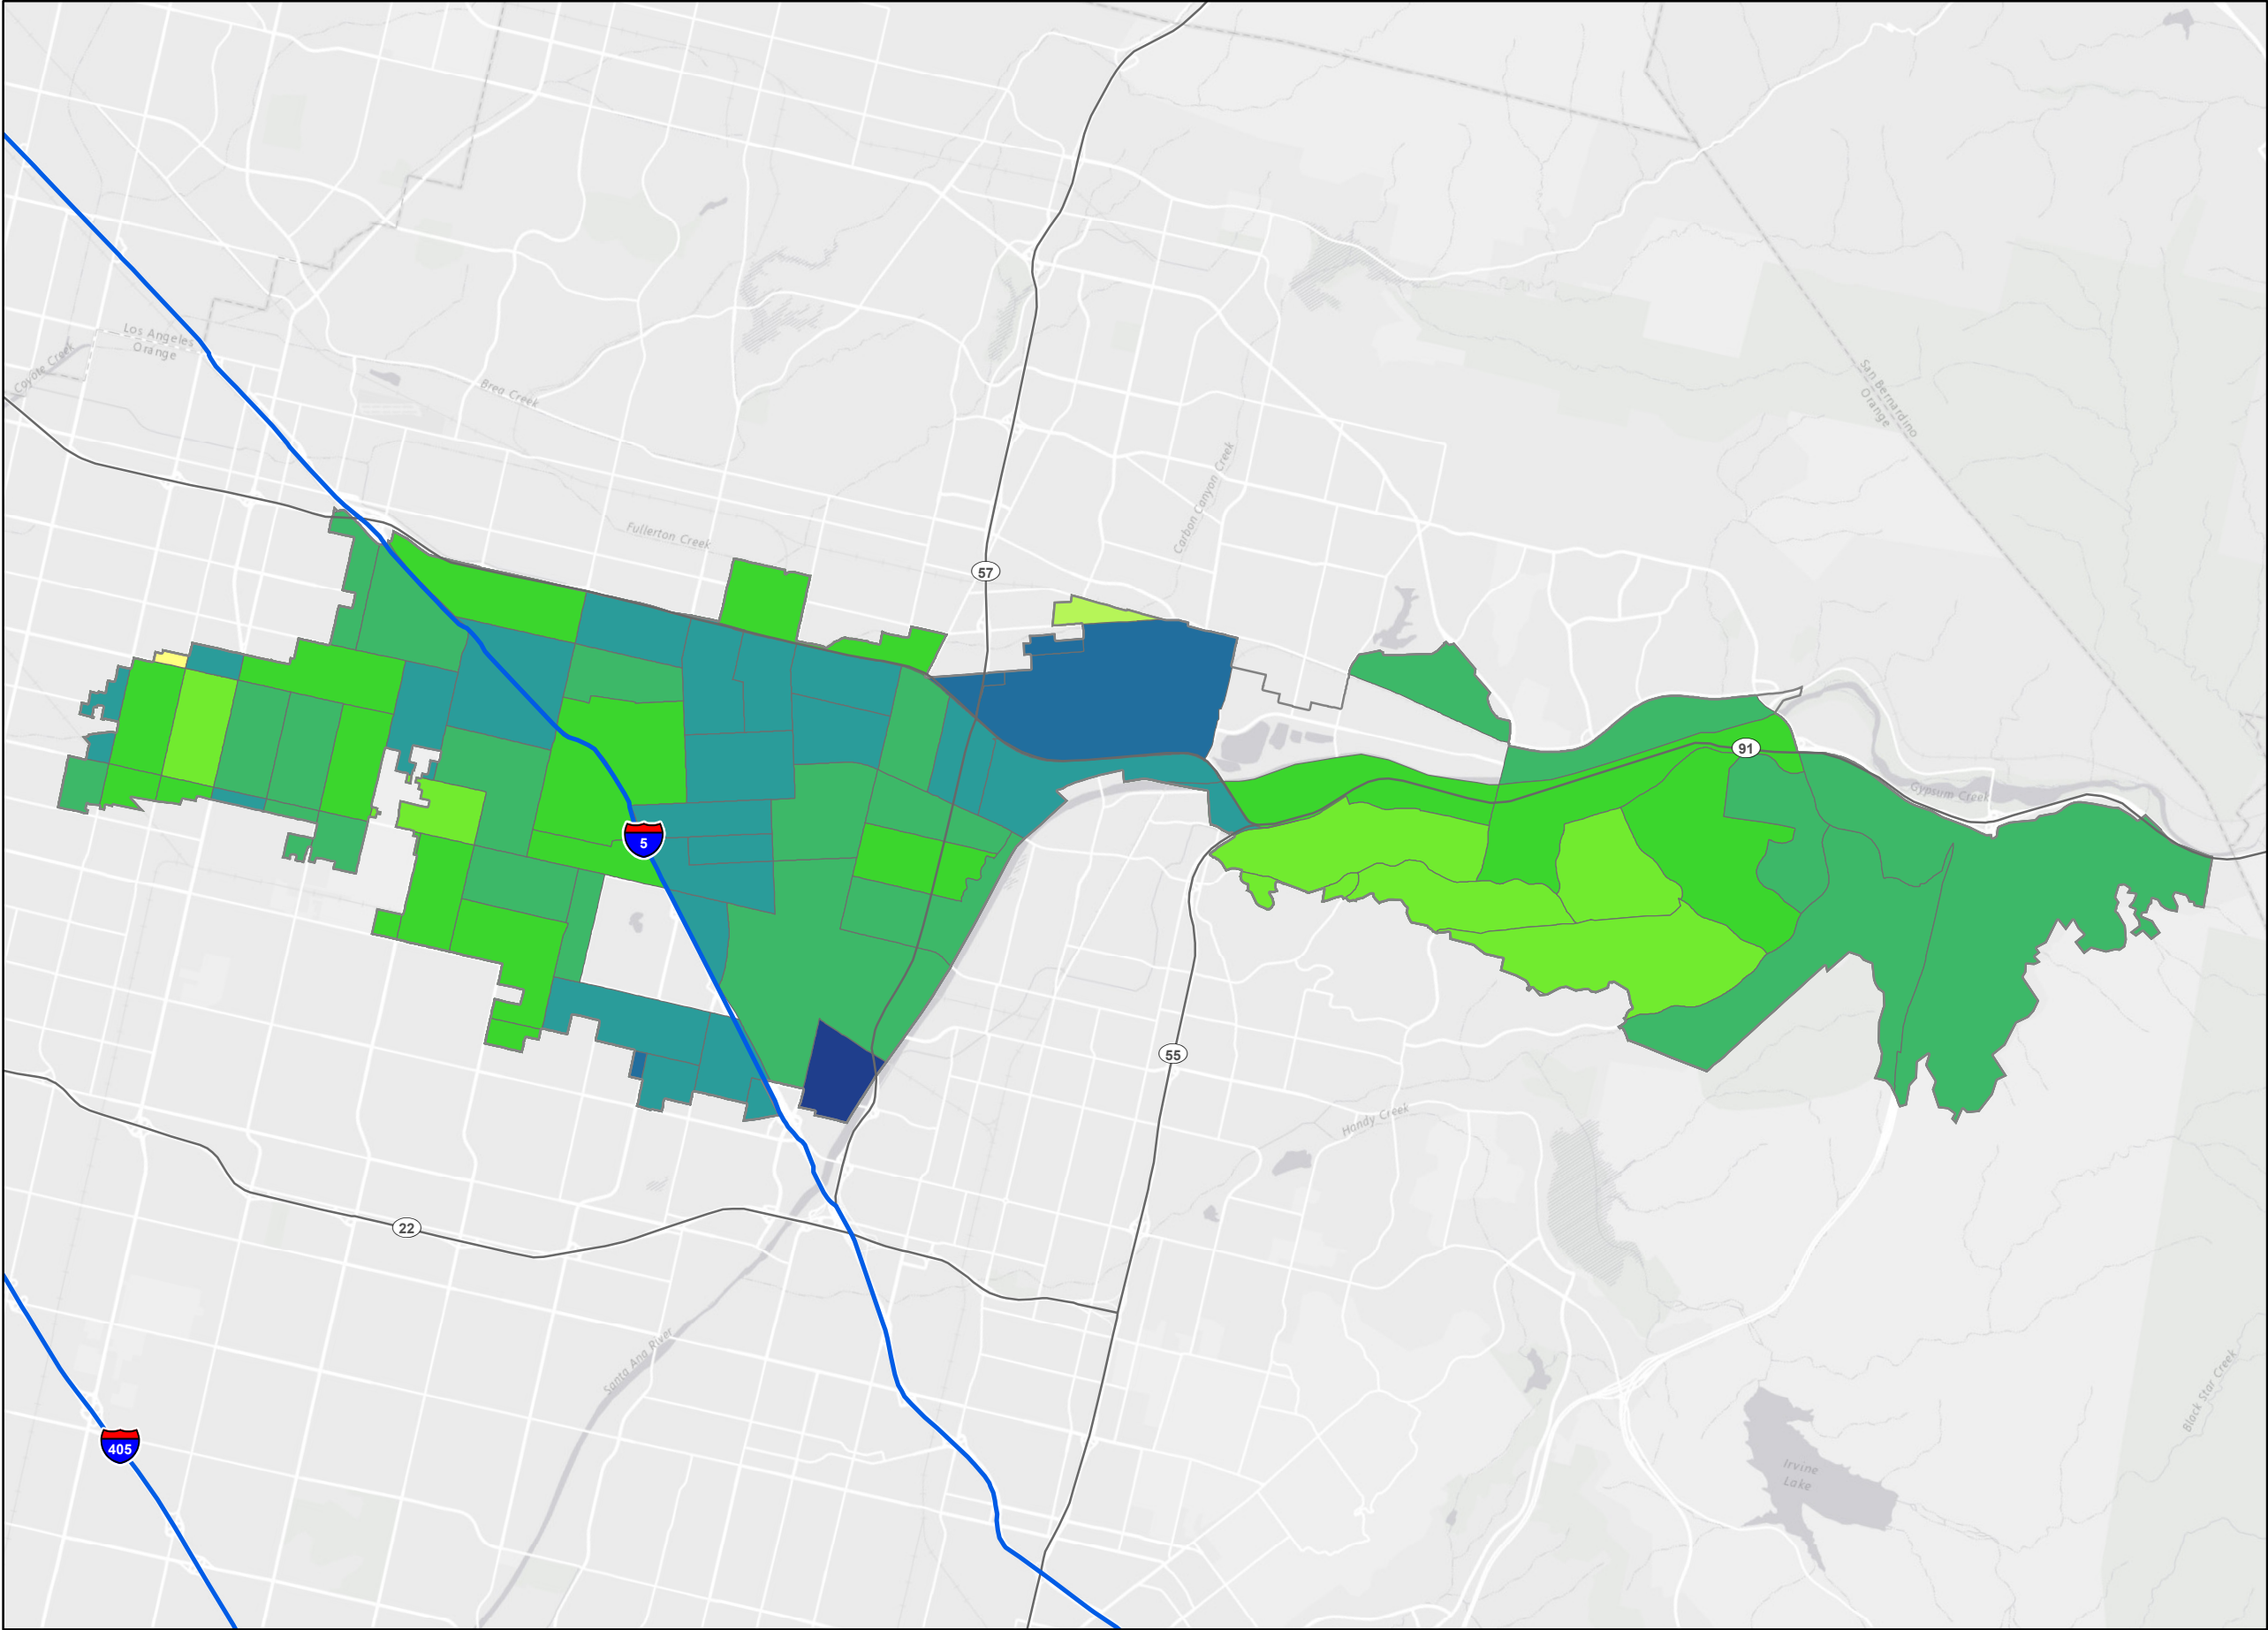 Los Angeles
Orange
Coyote Creek
Brea Creek
San Bernardino
Orange
Carbon Canyon Creek
Fullerton Creek
57
91
Gypsum Creek
5
55
Handy Creek
22
Santa Ana River
Black Star Creek
405
Irvine
Lake